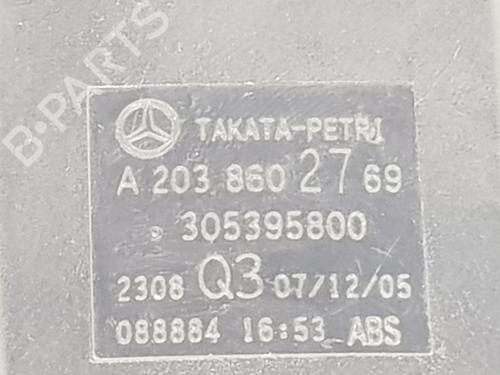 B-PARTS
TAKATA-PETRI
A 203 860 27 69
305395800
2308 Q3 07/12/05
088884 16:53 ABS